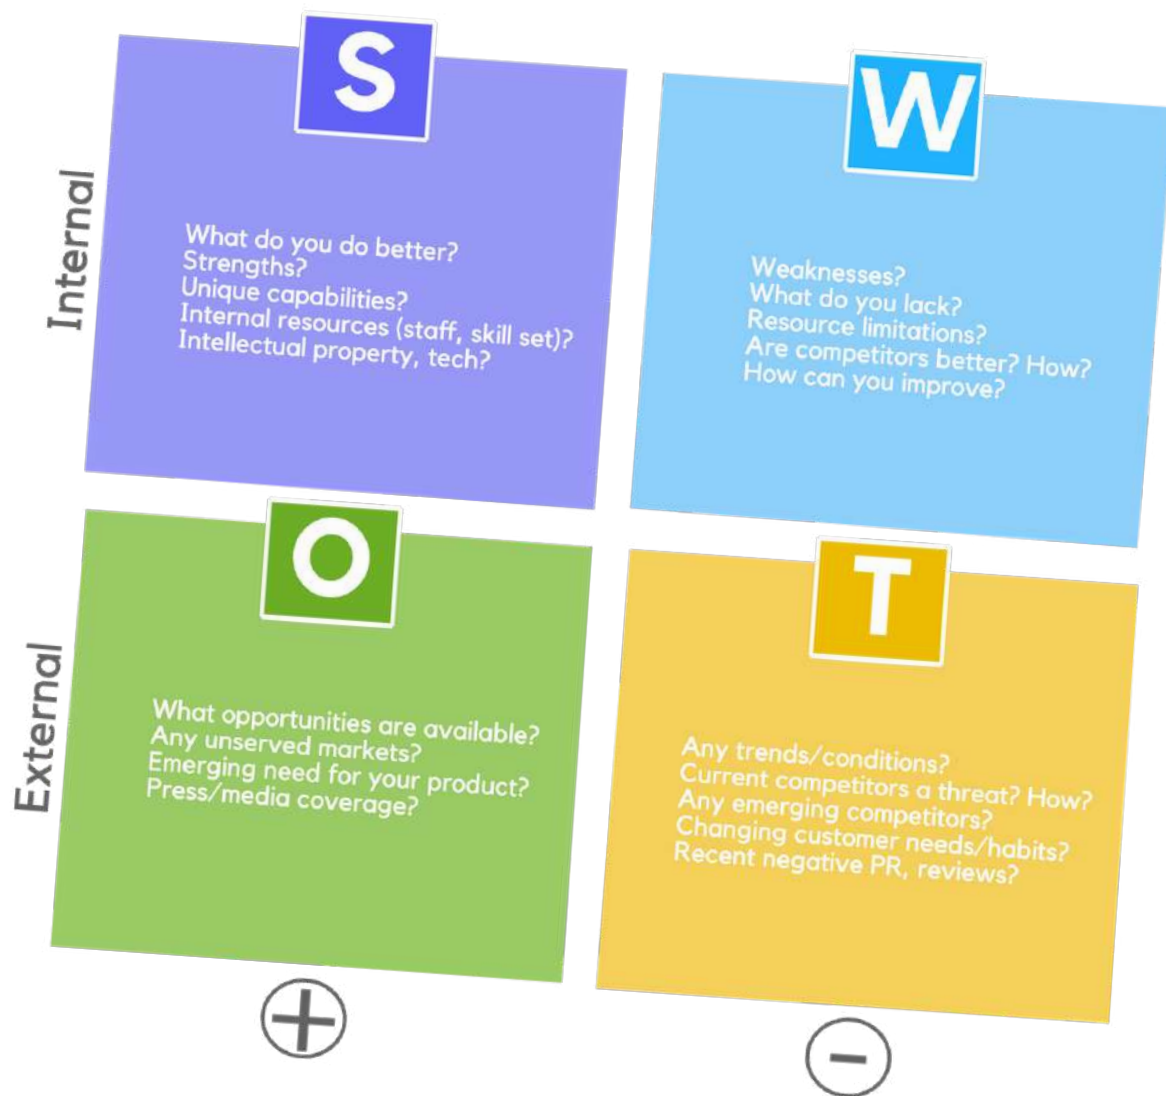 S
W
Internal
What do you do better?
Strengths?
Unique capabilities?
Internal resources (staff, skill set)?
Intellectual property, tech?
Weaknesses?
What do you lack?
Resource limitations?
Are competitors better? How?
How can you improve?
O
T
External
What opportunities are available?
Any unserved markets?
Emerging need for your product?
Press/media coverage?
Any trends/conditions?
Current competitors a threat? How?
Any emerging competitors?
Changing customer needs/habits?
Recent negative PR, reviews?
+
-